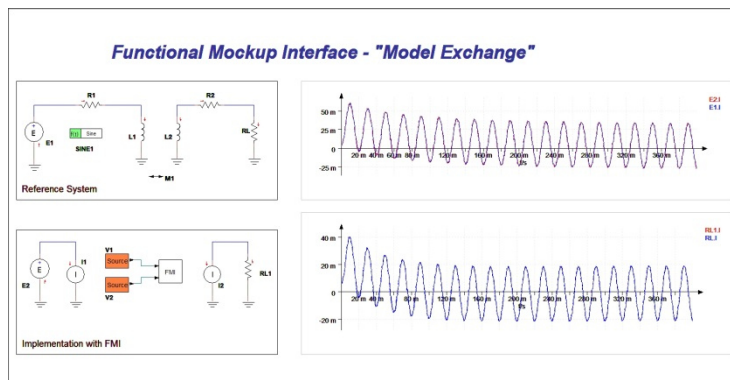 Functional Mockup Interface - "Model Exchange"
R1
R2
E
E1
f(t)
Sine
SINE1
L1
L2
RL
M1
Reference System
E2.I
E1.I
50 m
25 m
0
-25 m
20 m 40 m 60 m 80 m 120 m 160 m 200 m 240 m 280 m 320 m 360 m
t/s
E
E2
I
I1
V1
Source
Source
V2
FMI
I
I2
RL1
Implementation with FMI
RL1.I
RL.I
40 m
20 m
0
-20 m
20 m 40 m 80 m 120 m 160 m 200 m 240 m 280 m 320 m 360 m
t/s